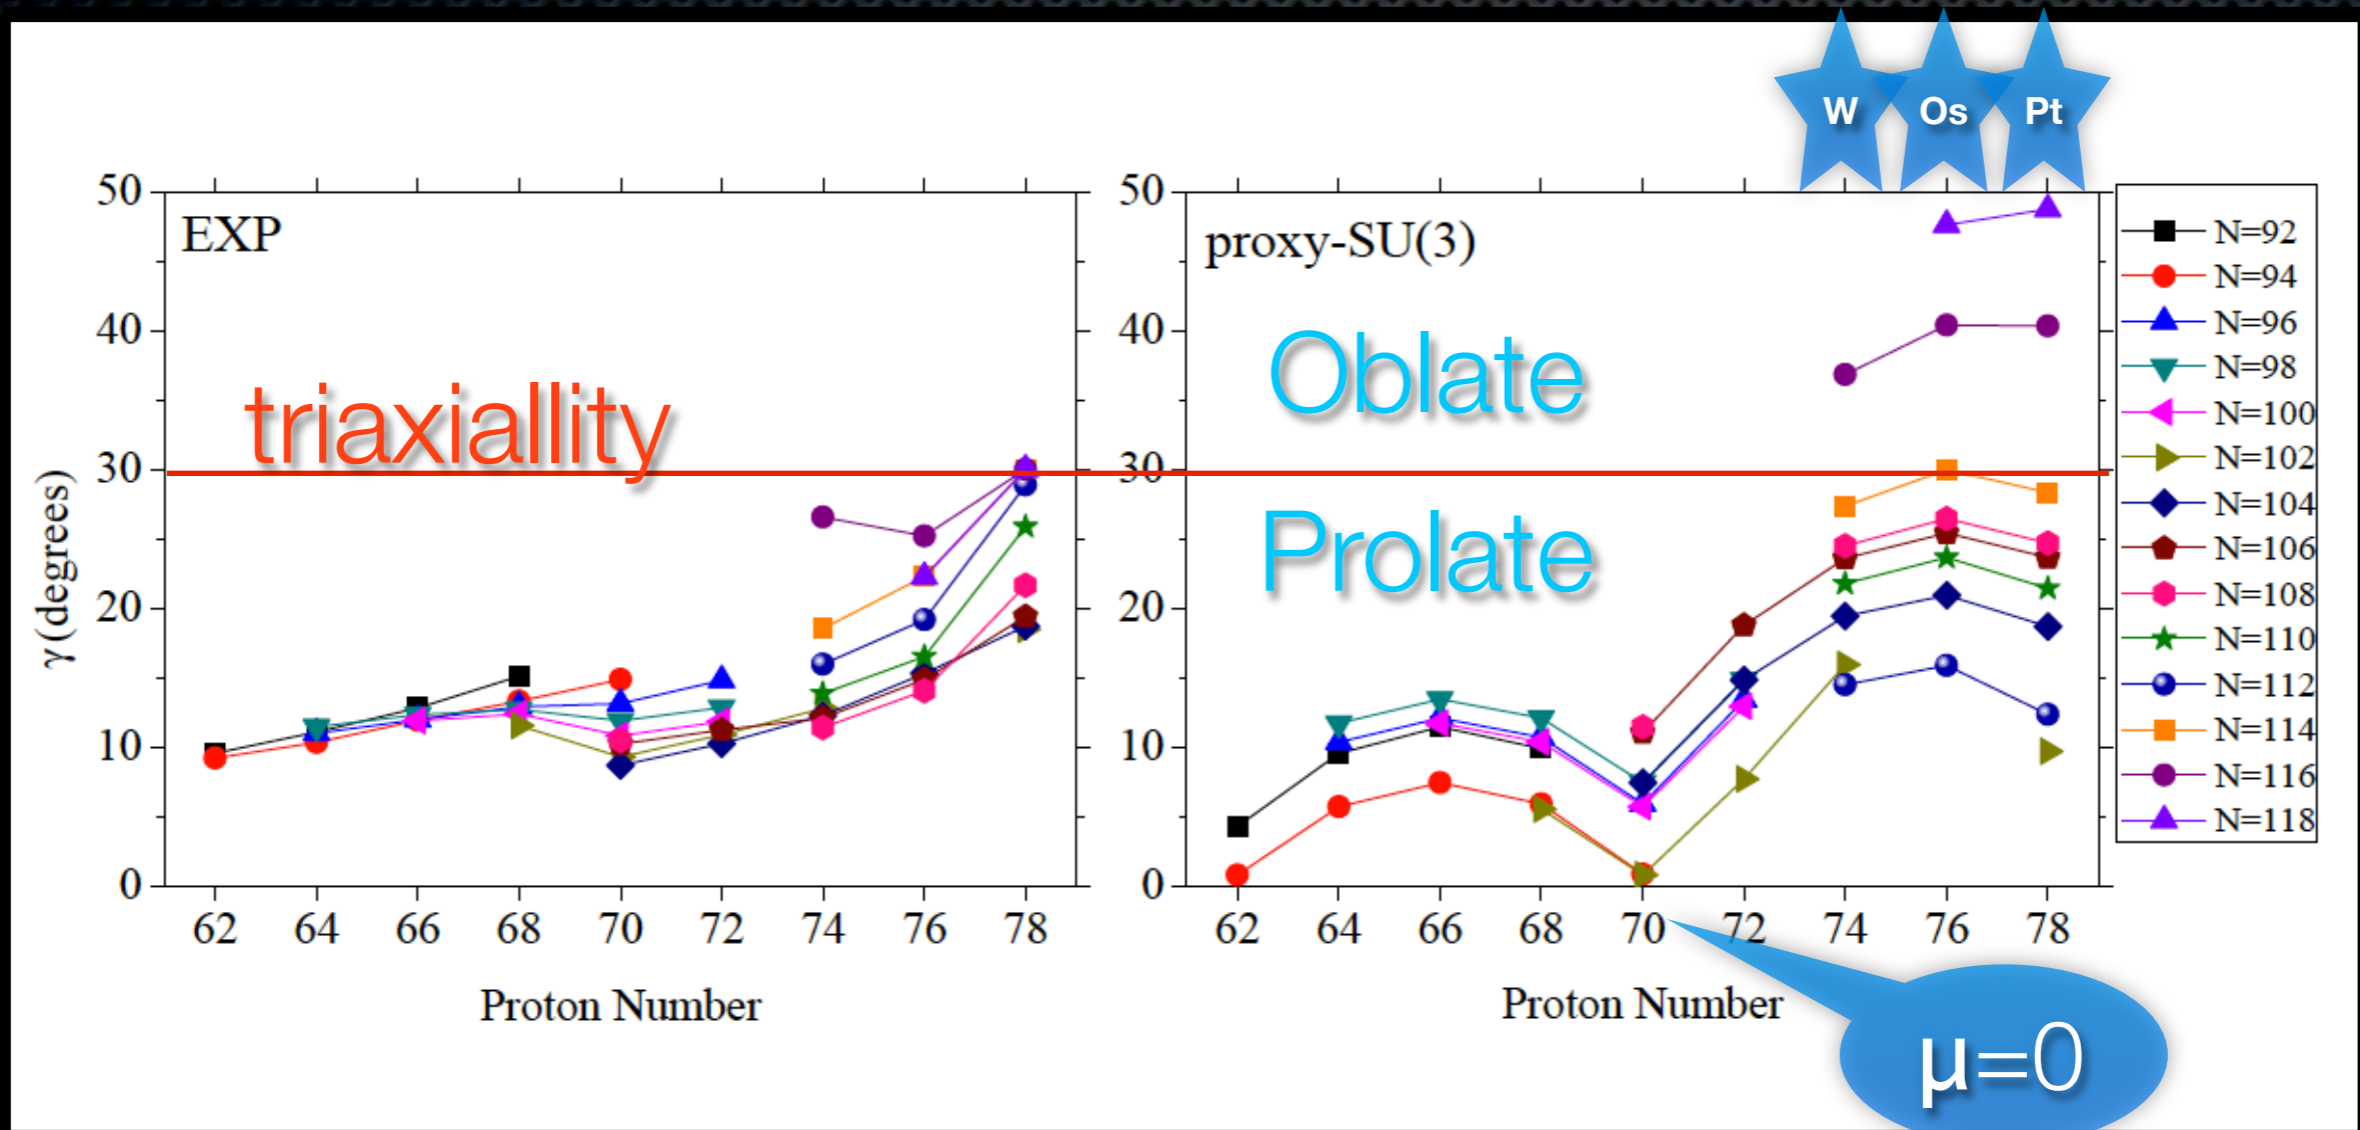 W
Os
Pt
EXP
proxy-SU(3)
triaxiallity
Oblate
Prolate
γ (degrees)
50
40
30
20
10
0
62 64 66 68 70 72 74 76 78
Proton Number
50
40
30
20
10
0
62 64 66 68 70 72 74 76 78
Proton Number
μ=0
N=92
N=94
N=96
N=98
N=100
N=102
N=104
N=106
N=108
N=110
N=112
N=114
N=116
N=118